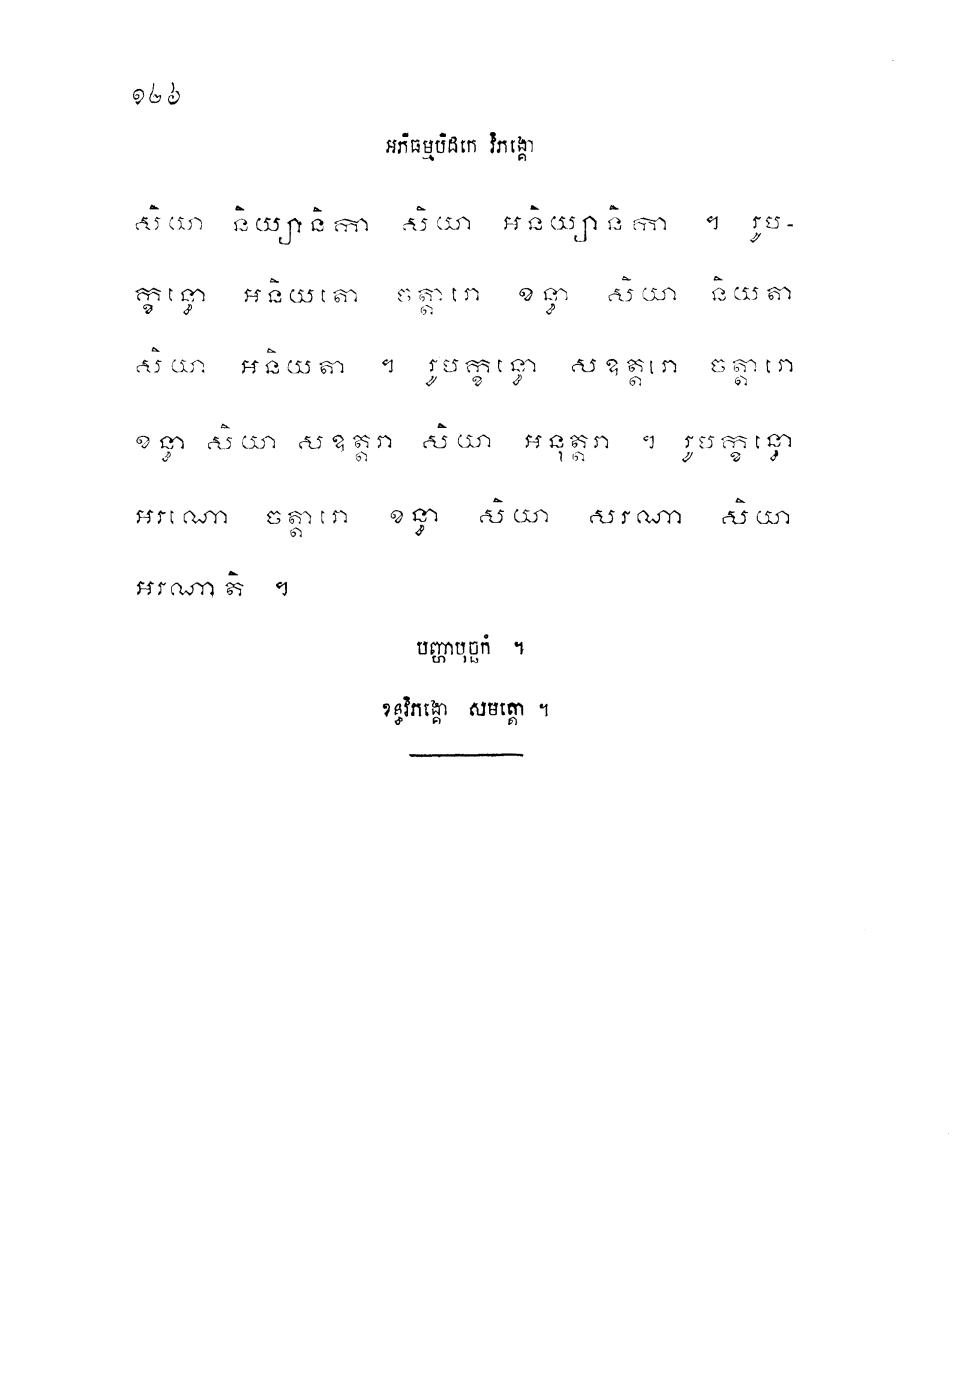 ១២៦
អភិធម្មបិដកេ វិភង្គោ
សិយា និយ្យានិកា សិយា អនិយ្យានិកា ។ រូប-
ក្ខន្ធោ អនិយតោ ចត្តារោ ខន្ធា សិយា និយតា
សិយា អនិយតា ។ រូបក្ខន្ធោ សឧត្តរោ ចត្តារោ
ខន្ធា សិយា សឧត្តរា សិយា អនុត្តរា ។ រូបក្ខន្ធោ
អរណោ ចត្តារោ ខន្ធា សិយា សរណា សិយា
អរណាតិ ។
បញ្ហាបុច្ឆកំ ។
ខន្ធវិភង្គោ សមត្តោ ។